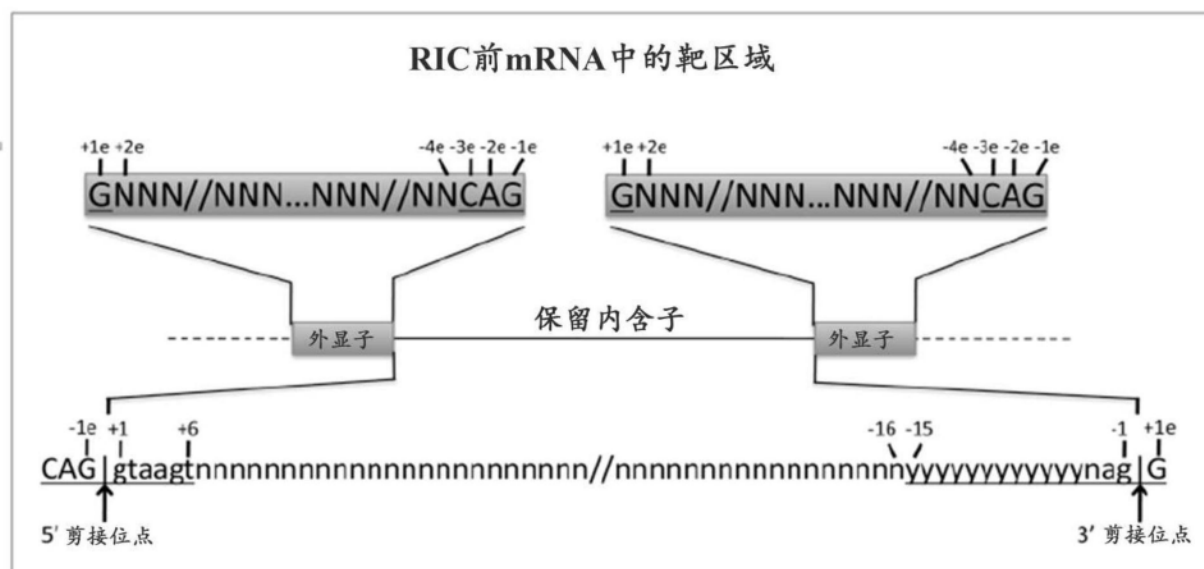 RIC前mRNA中的靶区域
+1e +2e -4e -3e -2e -1e +1e +2e -4e -3e -2e -1e
GNNN//NNN...NNN//NNCAG GNNN//NNN...NNN//NNCAG
保留内含子
外显子 外显子
-1e +1 +6 -16 -15 -1 +1e
CAG|gtaagtnnnnnnnnnnnnnnnnnnnnnnn//nnnnnnnnnnnnnnnnnyyyyyyyyyyyynag|G
5' 剪接位点 3' 剪接位点